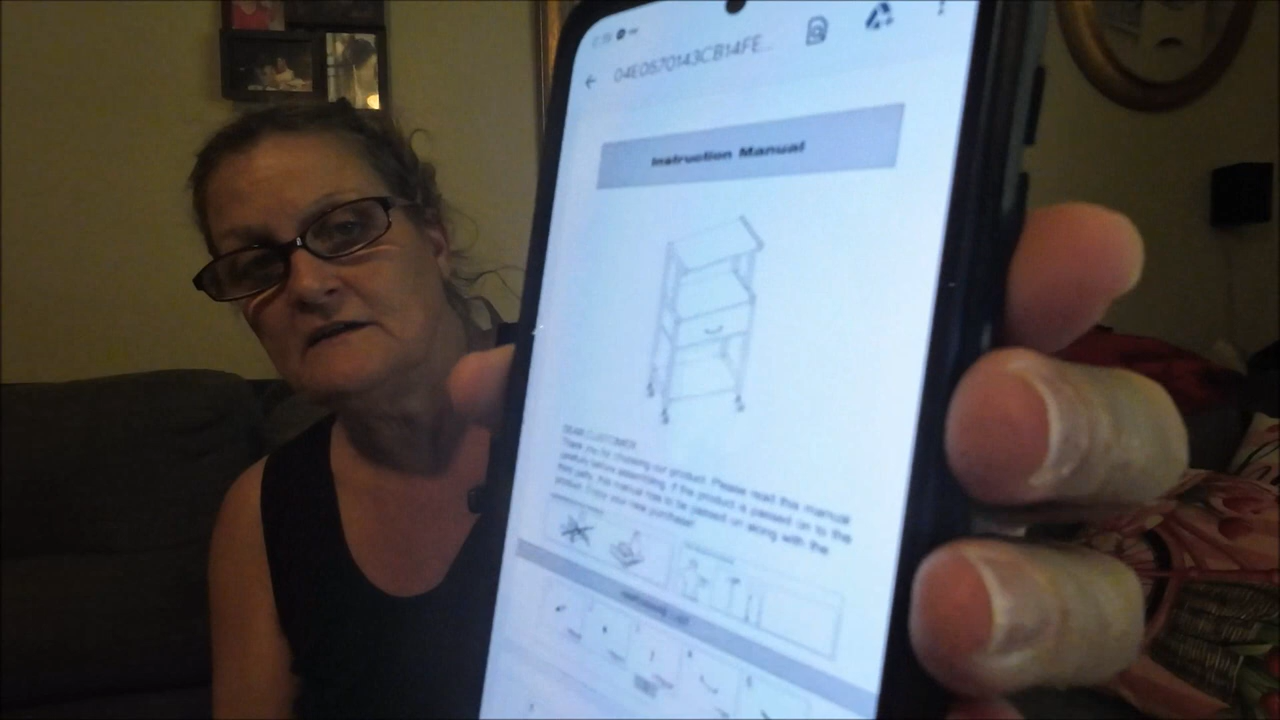 04E0570143CB14FE...
Instruction Manual
DEAR CUSTOMER
Thank you for choosing our product. Please read this manual
carefully before assembling. If the product is passed on to the
third party, this manual has to be passed on along with the
product. Enjoy your new purchase!